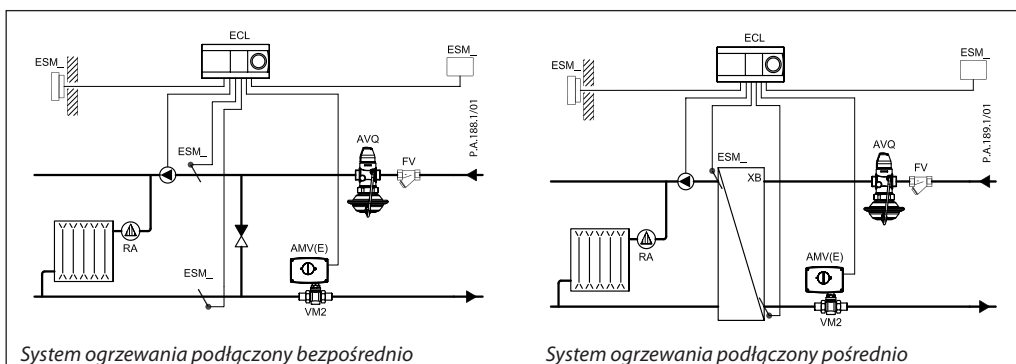 ECL
ESM_
ESM_
P.A.188.1/01
ESM_
AVQ
FV
RA
AMV(E)
ESM_
VM2
System ogrzewania podłączony bezpośrednio
ECL
ESM_
ESM_
P.A.189.1/01
ESM_
XB
AVQ
FV
RA
AMV(E)
VM2
System ogrzewania podłączony pośrednio